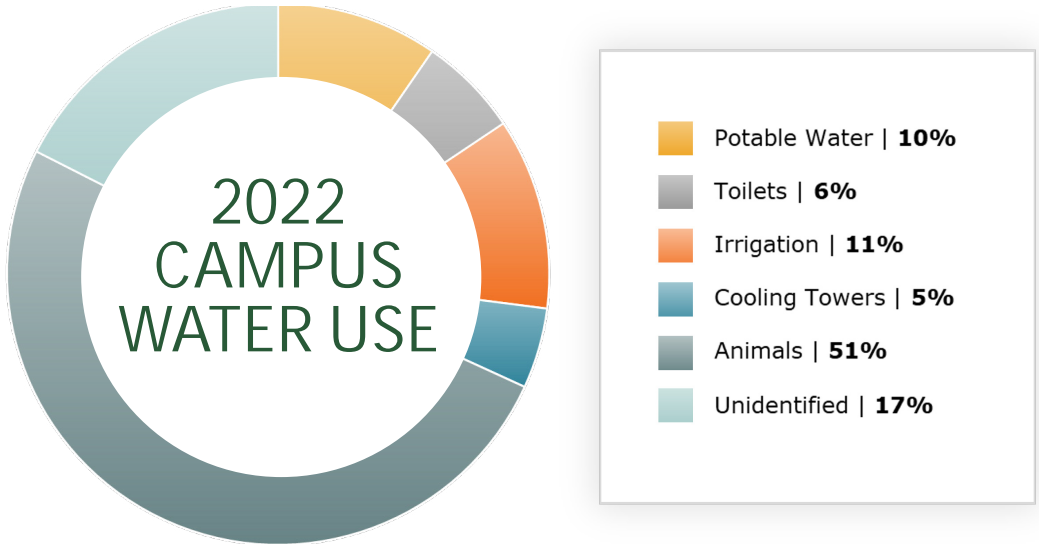 2022
CAMPUS
WATER USE
Potable Water | 10%
Toilets | 6%
Irrigation | 11%
Cooling Towers | 5%
Animals | 51%
Unidentified | 17%